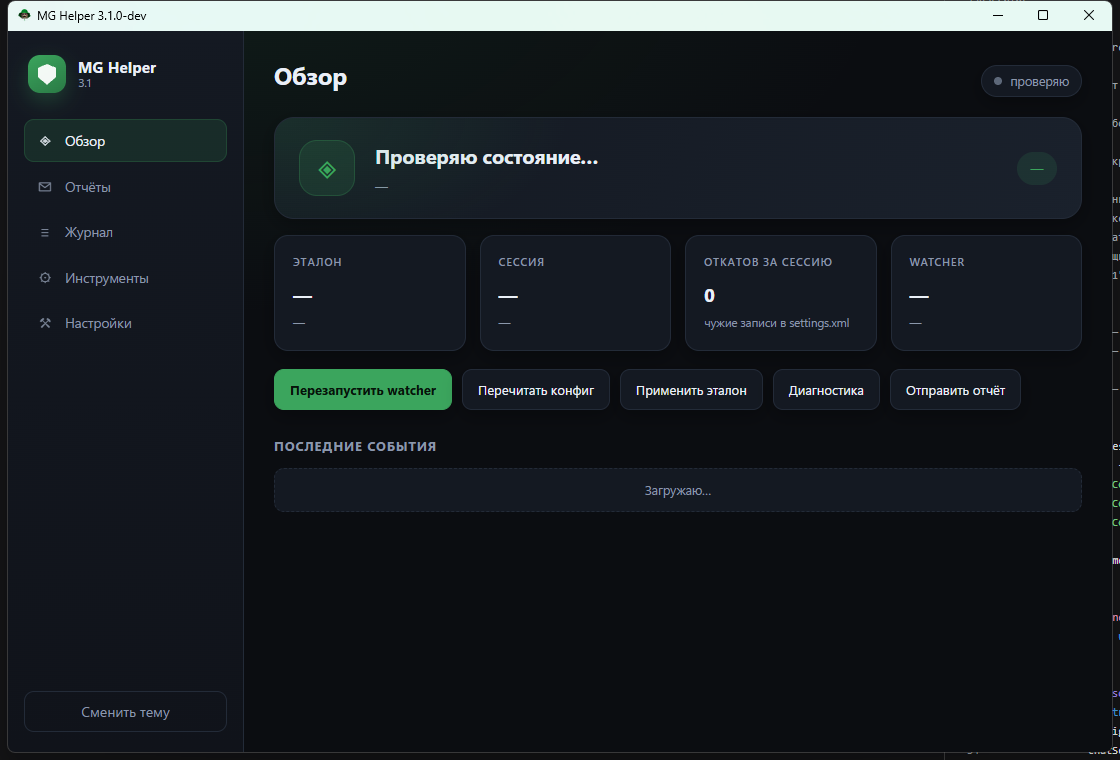 MG Helper 3.1.0-dev
MG Helper
3.1
Обзор
Отчёты
Журнал
Инструменты
Настройки
Сменить тему
Обзор
проверяю
Проверяю состояние...
—
—
ЭТАЛОН
—
—
СЕССИЯ
—
—
ОТКАТОВ ЗА СЕССИЮ
0
чужие записи в settings.xml
WATCHER
—
—
Перезапустить watcher
Перечитать конфиг
Применить эталон
Диагностика
Отправить отчёт
ПОСЛЕДНИЕ СОБЫТИЯ
Загружаю...